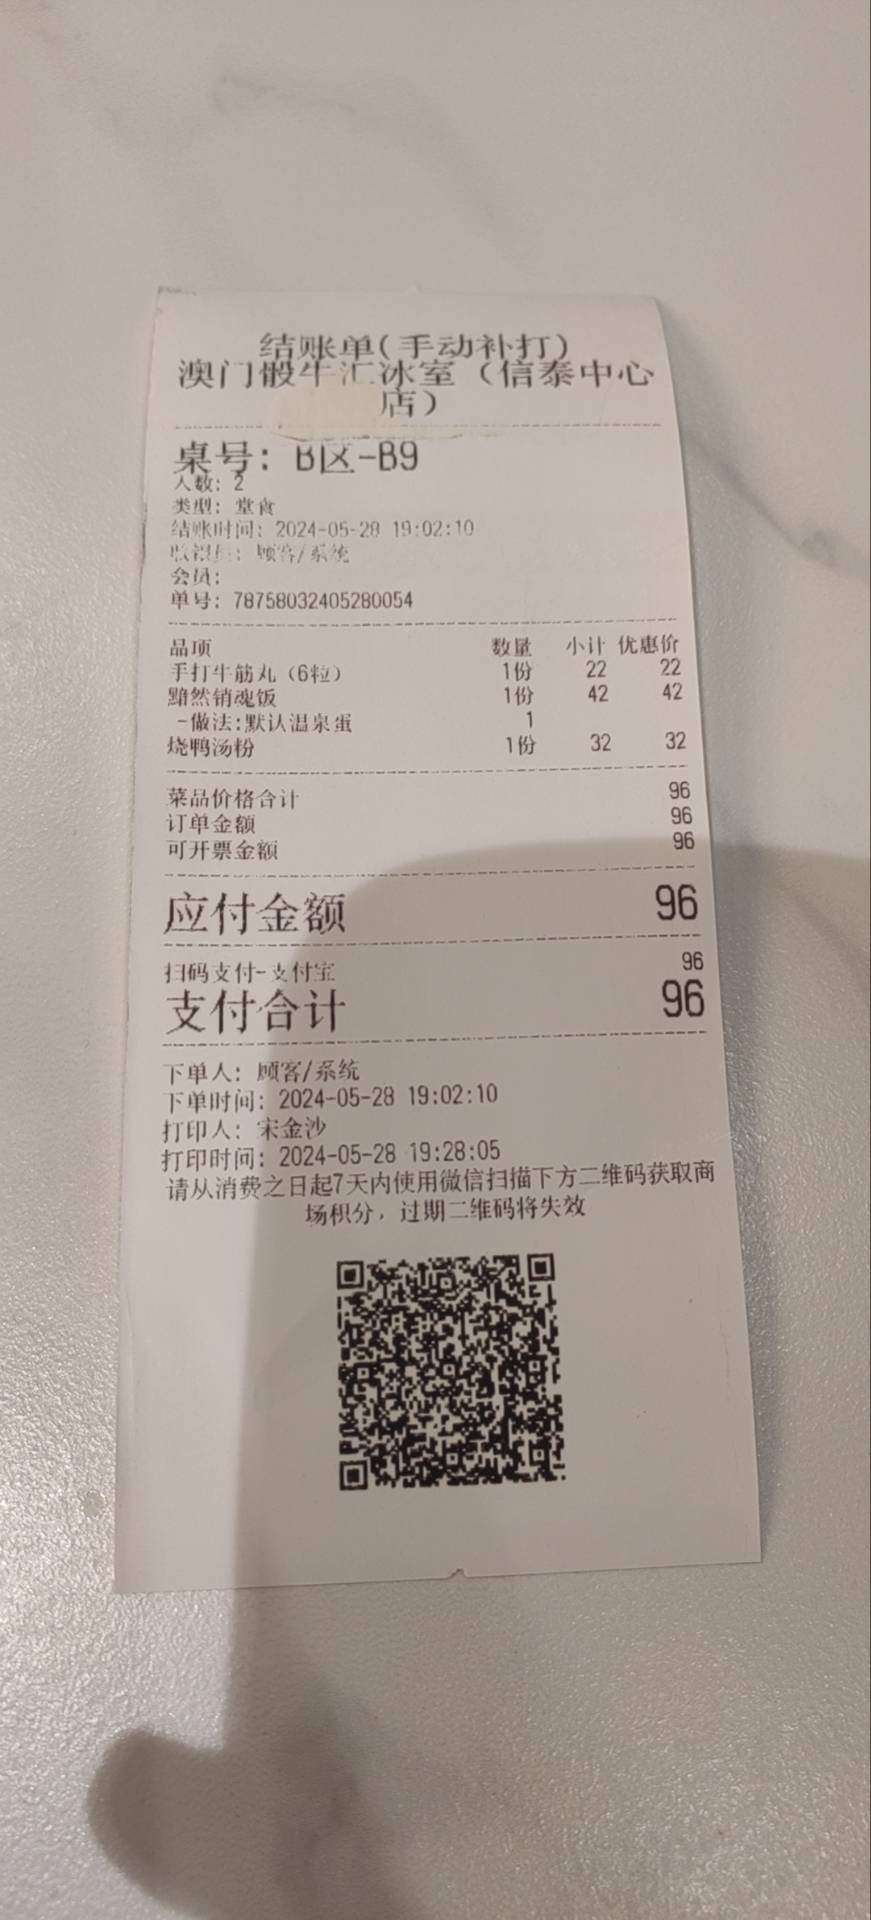 结账单(手动补打)
澳门骰牛汇冰室（信泰中心
店）
桌号: B区-B9
人数: 2
类型: 堂食
结账时间: 2024-05-28 19:02:10
收银员: 顾客/系统
会员:
单号: 78758032405280054
品项 数量 小计 优惠价
手打牛筋丸（6粒） 1份 22 22
黯然销魂饭 1份 42 42
-做法:默认温泉蛋 1
烧鸭汤粉 1份 32 32
菜品价格合计 96
订单金额 96
可开票金额 96
应付金额 96
扫码支付-支付宝 96
支付合计 96
下单人: 顾客/系统
下单时间: 2024-05-28 19:02:10
打印人: 宋金沙
打印时间: 2024-05-28 19:28:05
请从消费之日起7天内使用微信扫描下方二维码获取商
场积分，过期二维码将失效